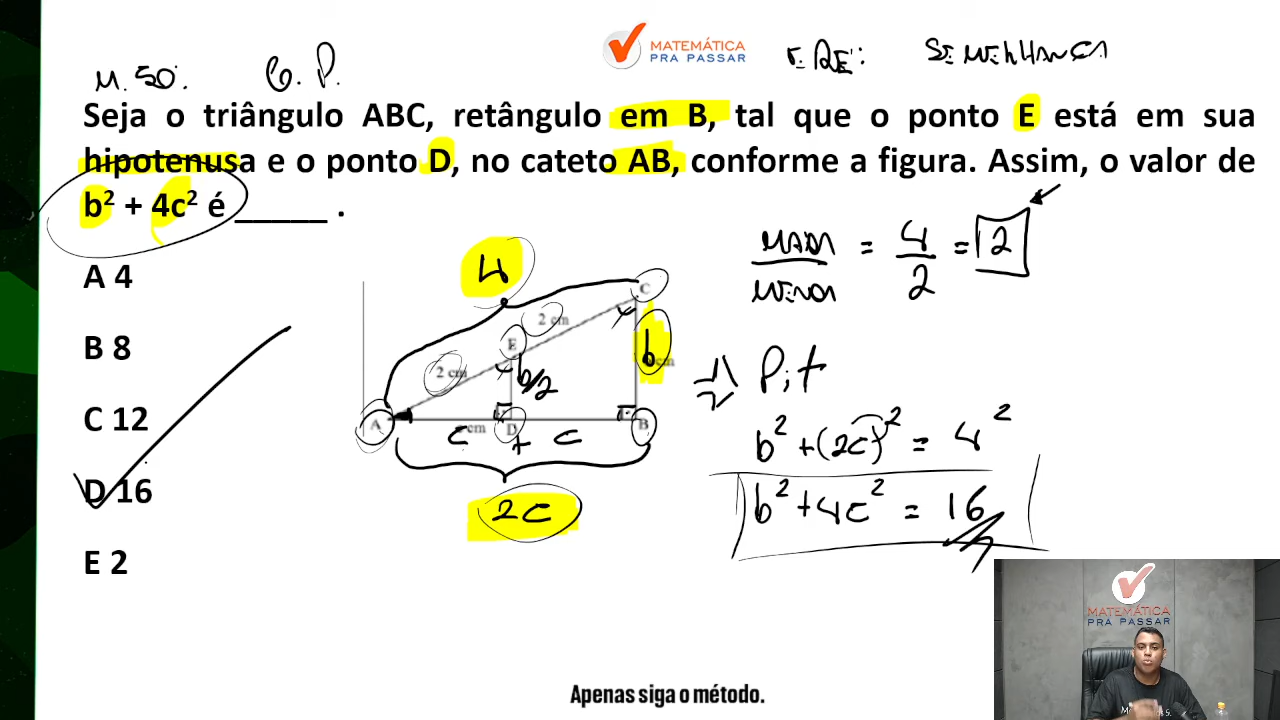 MATEMÁTICA
PRA PASSAR
SEMELHANÇA
M. 50: G. P.
Seja o triângulo ABC, retângulo em B, tal que o ponto E está em sua
hipotenusa e o ponto D, no cateto AB, conforme a figura. Assim, o valor de
b² + 4c² é _____ .
A 4
B 8
C 12
D 16
E 2
4
C
2 cm
E
2 cm
b
cm
b/2
A
c cm
D
+ c
B
2c
MAIOR / MENOR = 4/2 = 2
Pit
b² + (2c)² = 4²
b² + 4c² = 16
MATEMÁTICA
PRA PASSAR
Apenas siga o método.